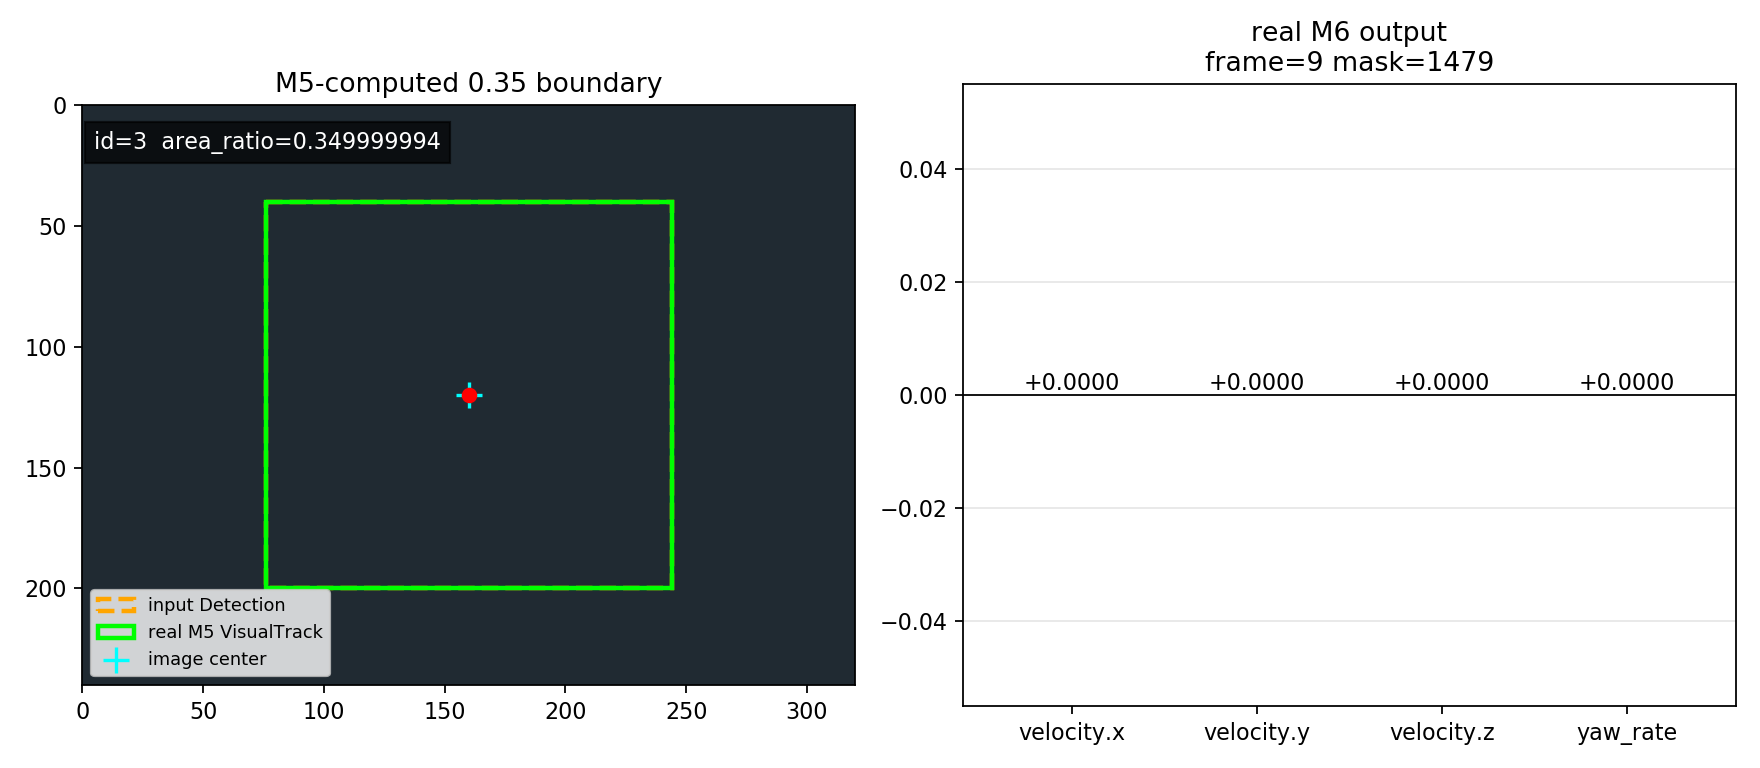 M5-computed 0.35 boundary
id=3 area_ratio=0.349999994
0
50
100
150
200
input Detection
real M5 VisualTrack
image center
0
50
100
150
200
250
300
real M6 output
frame=9 mask=1479
0.04
0.02
0.00
−0.02
−0.04
+0.0000
+0.0000
+0.0000
+0.0000
velocity.x
velocity.y
velocity.z
yaw_rate